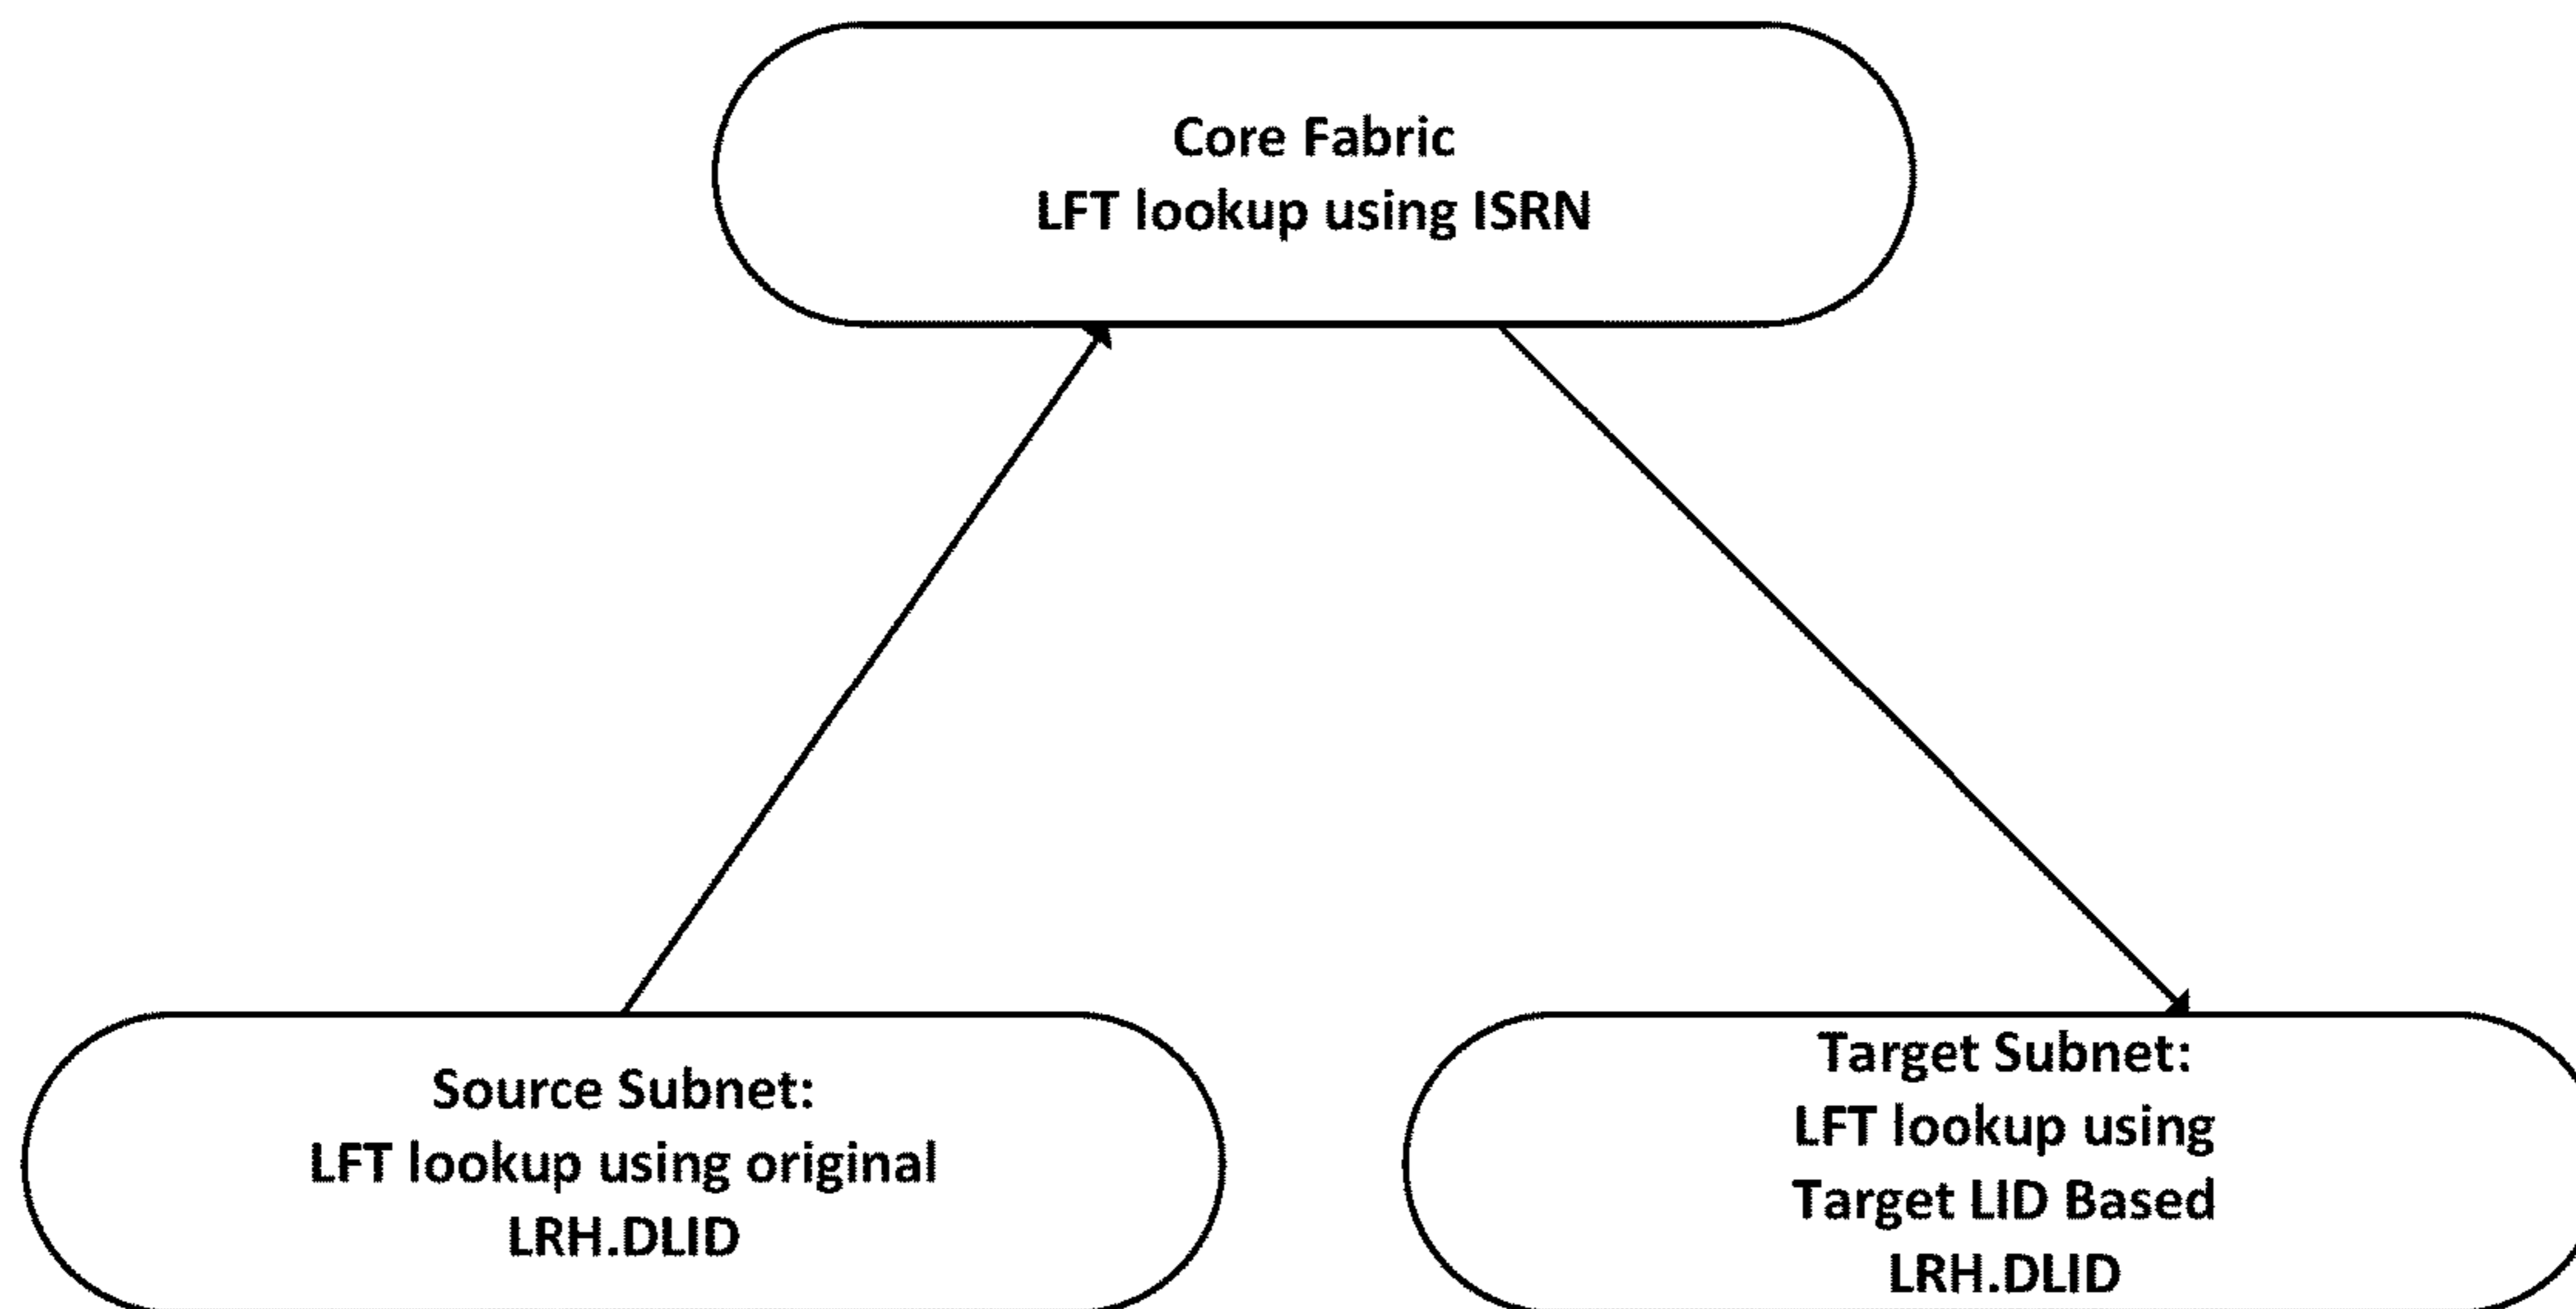 Core Fabric
LFT lookup using ISRN
Source Subnet:
LFT lookup using original
LRH.DLID
Target Subnet:
LFT lookup using
Target LID Based
LRH.DLID